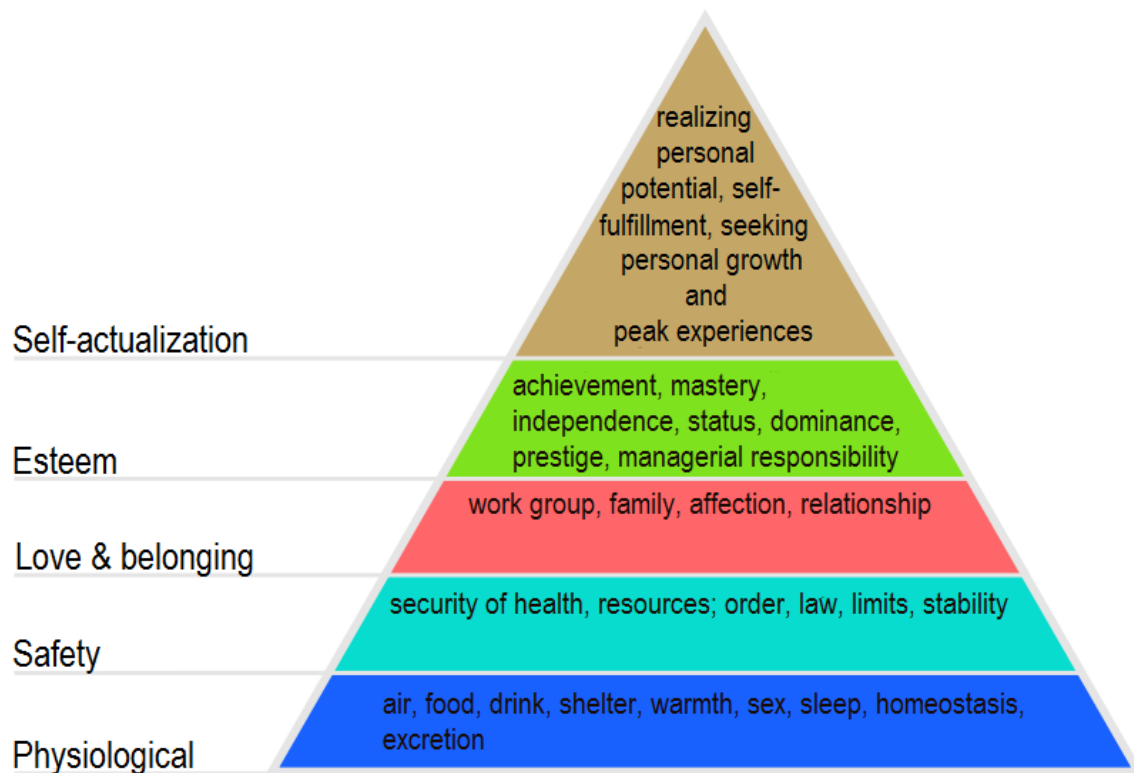 realizing
personal
potential, self-
fulfillment, seeking
personal growth
and
peak experiences
Self-actualization
achievement, mastery,
independence, status, dominance,
prestige, managerial responsibility
Esteem
work group, family, affection, relationship
Love & belonging
security of health, resources; order, law, limits, stability
Safety
air, food, drink, shelter, warmth, sex, sleep, homeostasis,
excretion
Physiological